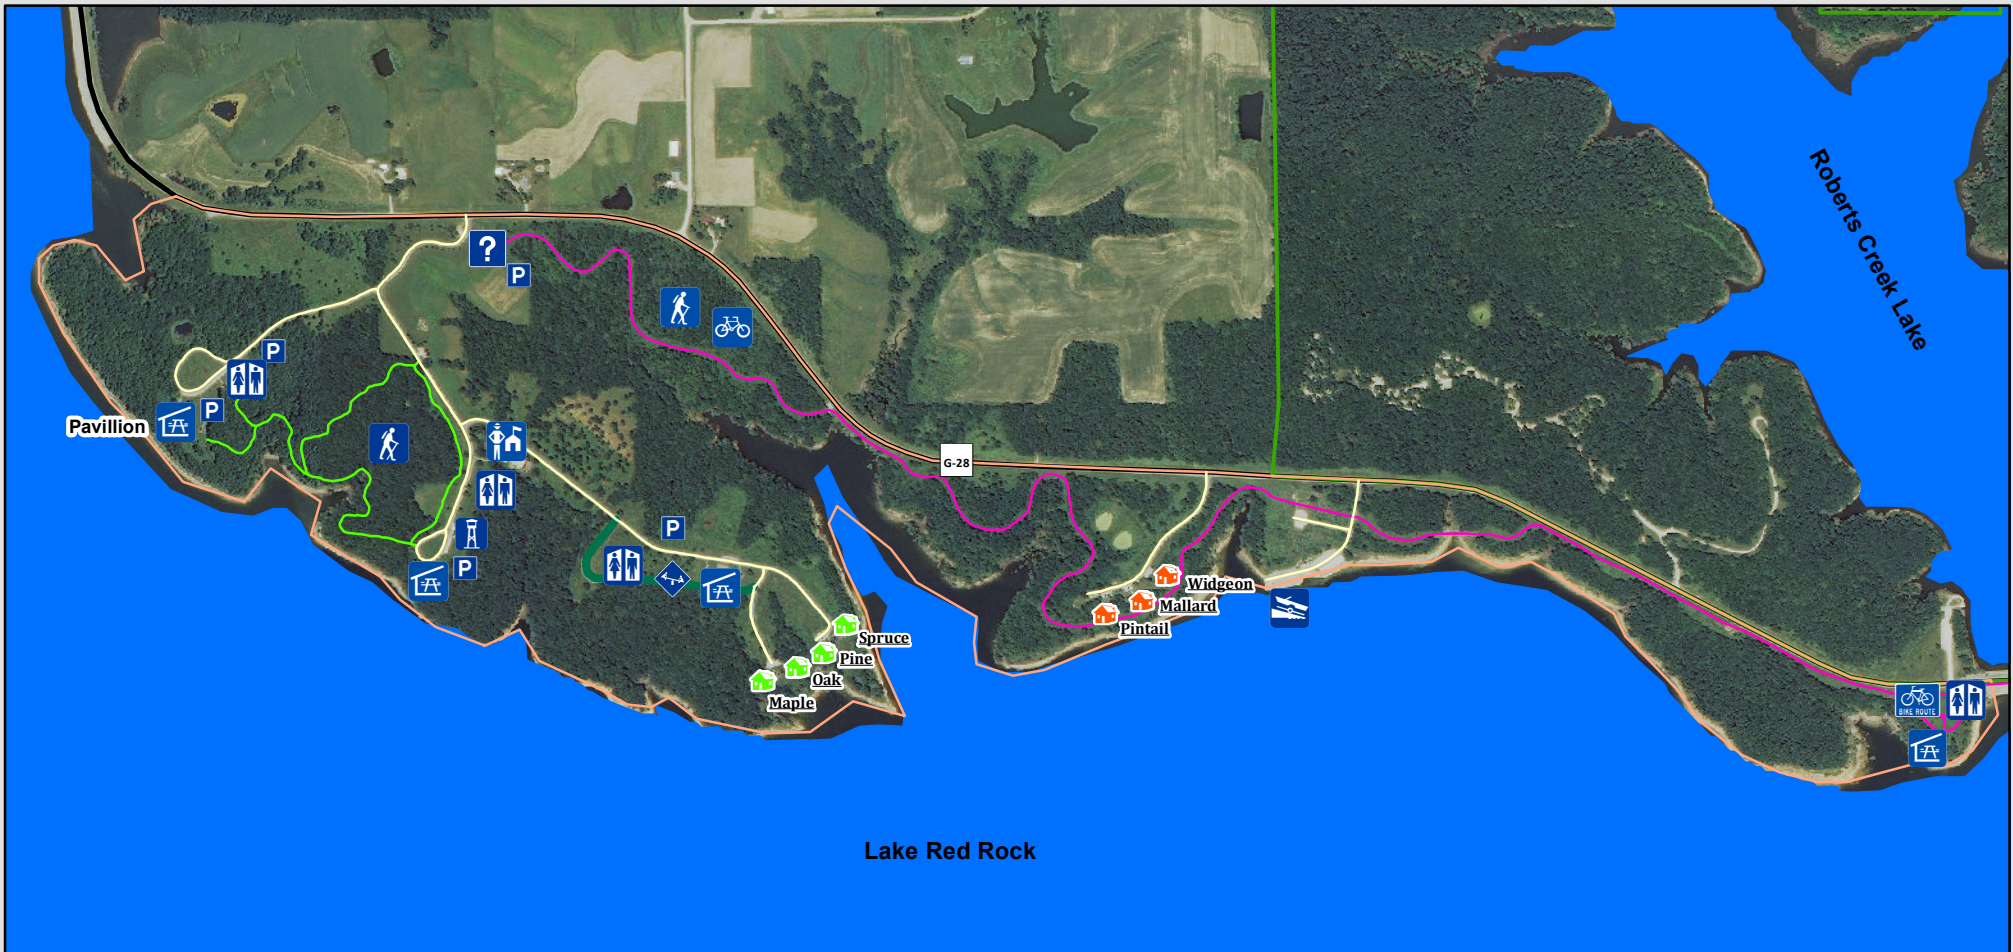 Roberts Creek Lake
?
P
P
P
Pavillion
G-28
P
P
Widgeon
Mallard
Pintail
Spruce
Pine
Oak
Maple
BIKE ROUTE
Lake Red Rock